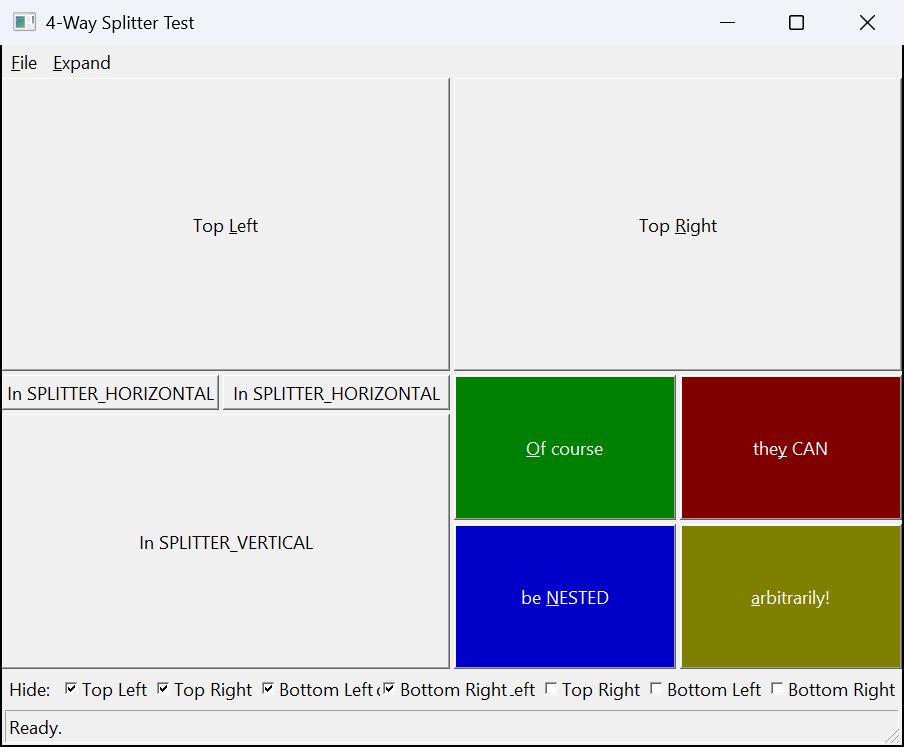 4-Way Splitter Test
File Expand
Top Left
Top Right
In SPLITTER_HORIZONTAL
In SPLITTER_HORIZONTAL
Of course
they CAN
In SPLITTER_VERTICAL
be NESTED
arbitrarily!
Hide: Top Left Top Right Bottom Left Bottom Right Top Right Bottom Left Bottom Right
Ready.